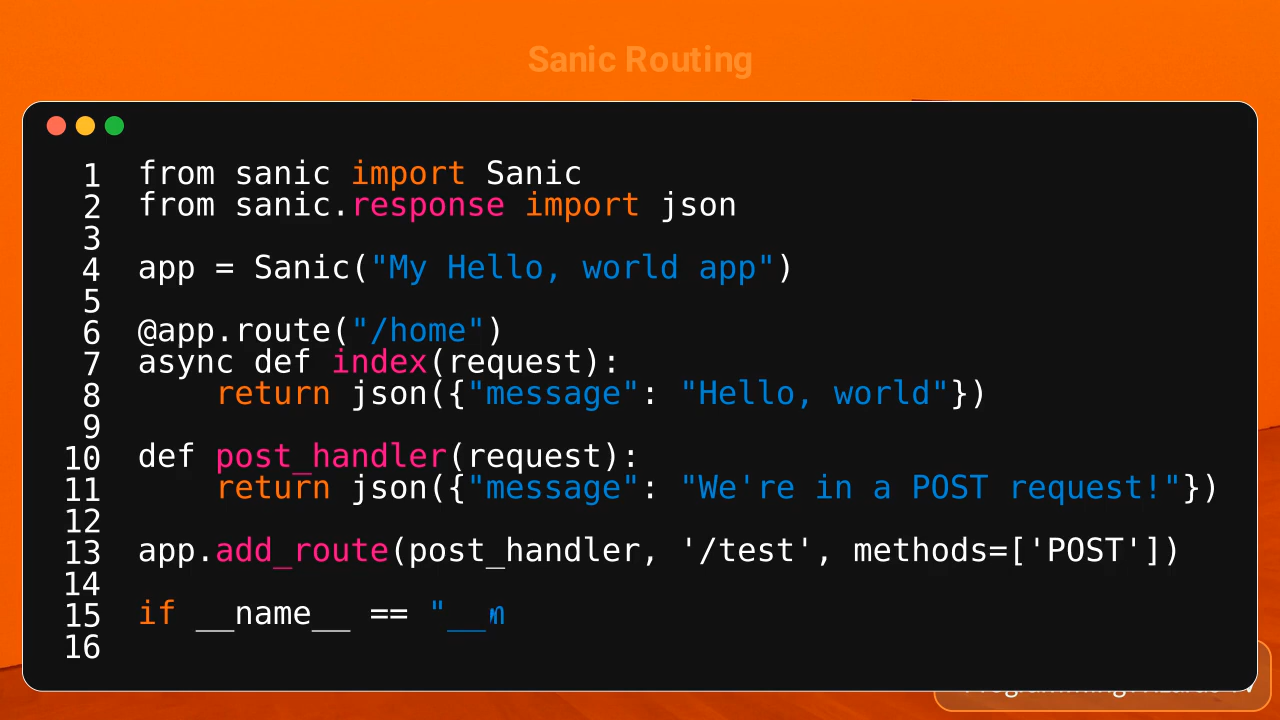 Sanic Routing
1 from sanic import Sanic
2 from sanic.response import json
3
4 app = Sanic("My Hello, world app")
5
6 @app.route("/home")
7 async def index(request):
8     return json({"message": "Hello, world"})
9
10 def post_handler(request):
11     return json({"message": "We're in a POST request!"})
12
13 app.add_route(post_handler, '/test', methods=['POST'])
14
15 if __name__ == "__m
16